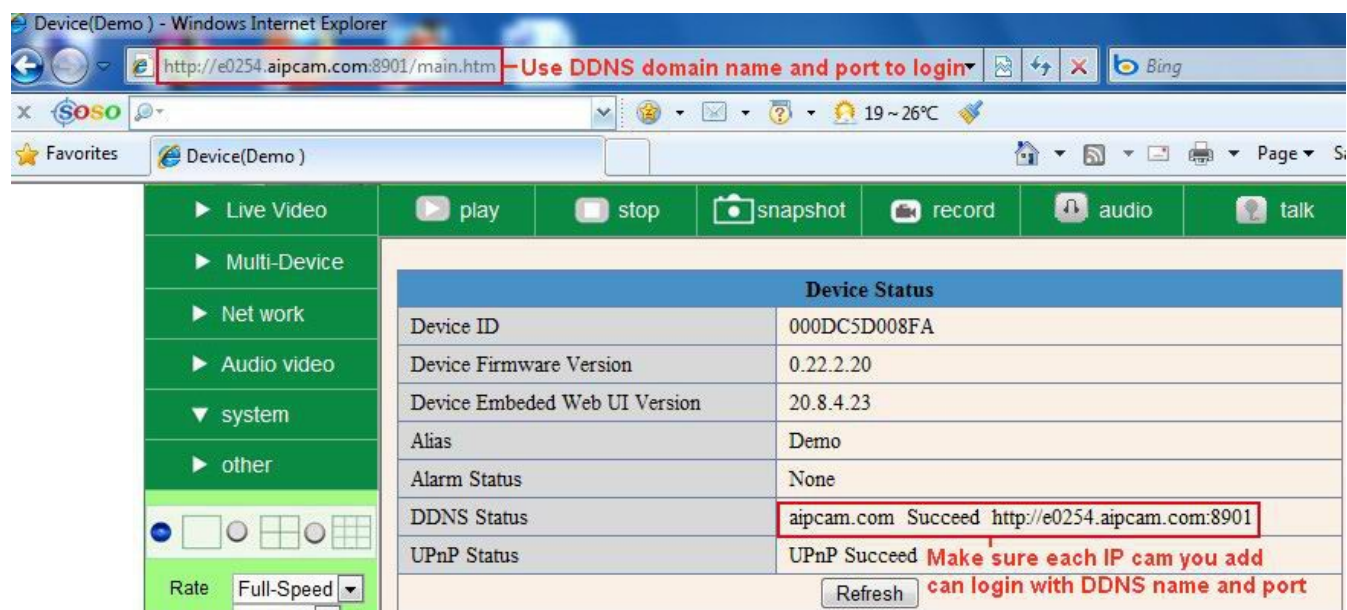 Device(Demo ) - Windows Internet Explorer
http://e0254.aipcam.com:8901/main.htm Use DDNS domain name and port to login Bing
x SOSO 19~26℃
Favorites Device(Demo ) Page
Live Video play stop snapshot record audio talk
Multi-Device
Net work
Audio video
system
other
Device Status
Device ID 000DC5D008FA
Device Firmware Version 0.22.2.20
Device Embeded Web UI Version 20.8.4.23
Alias Demo
Alarm Status None
DDNS Status aipcam.com Succeed http://e0254.aipcam.com:8901
UPnP Status UPnP Succeed Make sure each IP cam you add
can login with DDNS name and port
Refresh
Rate Full-Speed